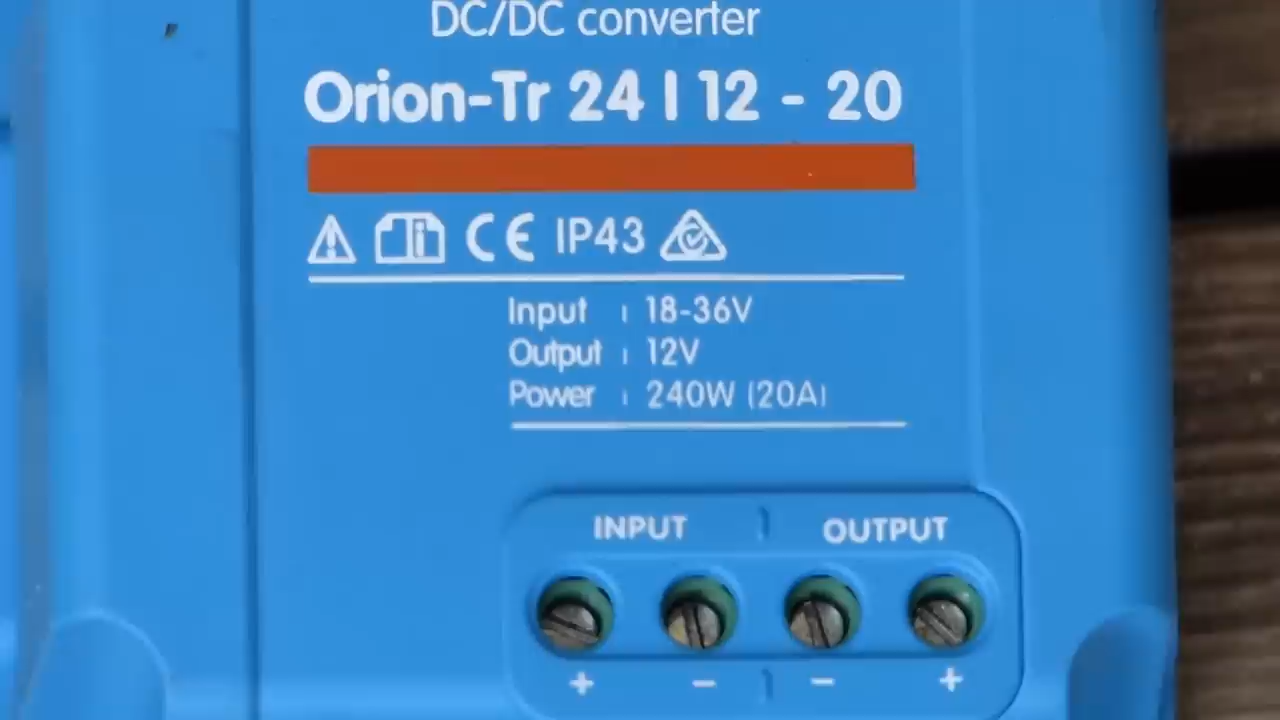 DC/DC converter
Orion-Tr 24 | 12 - 20
CE IP43
Input : 18-36V
Output : 12V
Power : 240W (20A)
INPUT OUTPUT
+ - - +